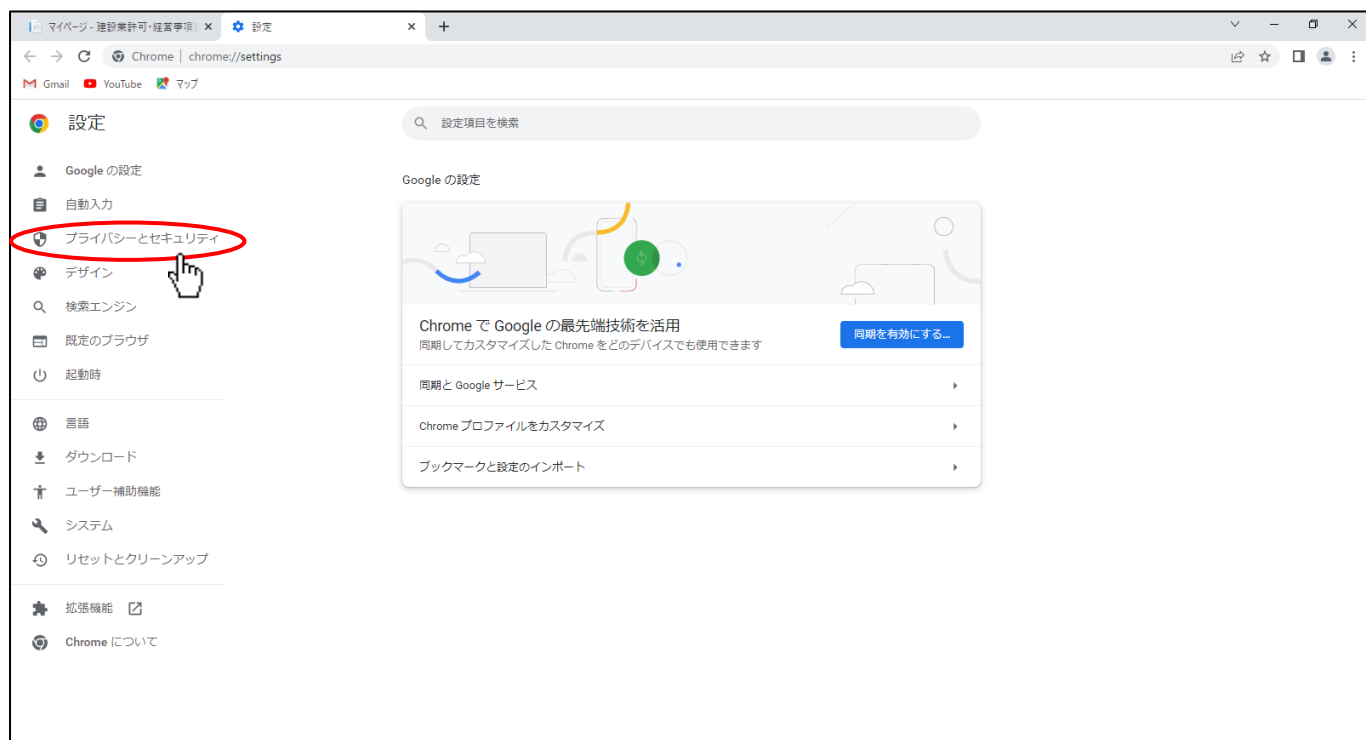 マイページ - 建設業許可・経営事項
設定
Chrome | chrome://settings
Gmail YouTube マップ
設定
設定項目を検索
Google の設定
自動入力
プライバシーとセキュリティ
デザイン
検索エンジン
既定のブラウザ
起動時
言語
ダウンロード
ユーザー補助機能
システム
リセットとクリーンアップ
拡張機能
Chrome について
Google の設定
Chrome で Google の最先端技術を活用
同期してカスタマイズした Chrome をどのデバイスでも使用できます
同期を有効にする...
同期と Google サービス
Chrome プロファイルをカスタマイズ
ブックマークと設定のインポート